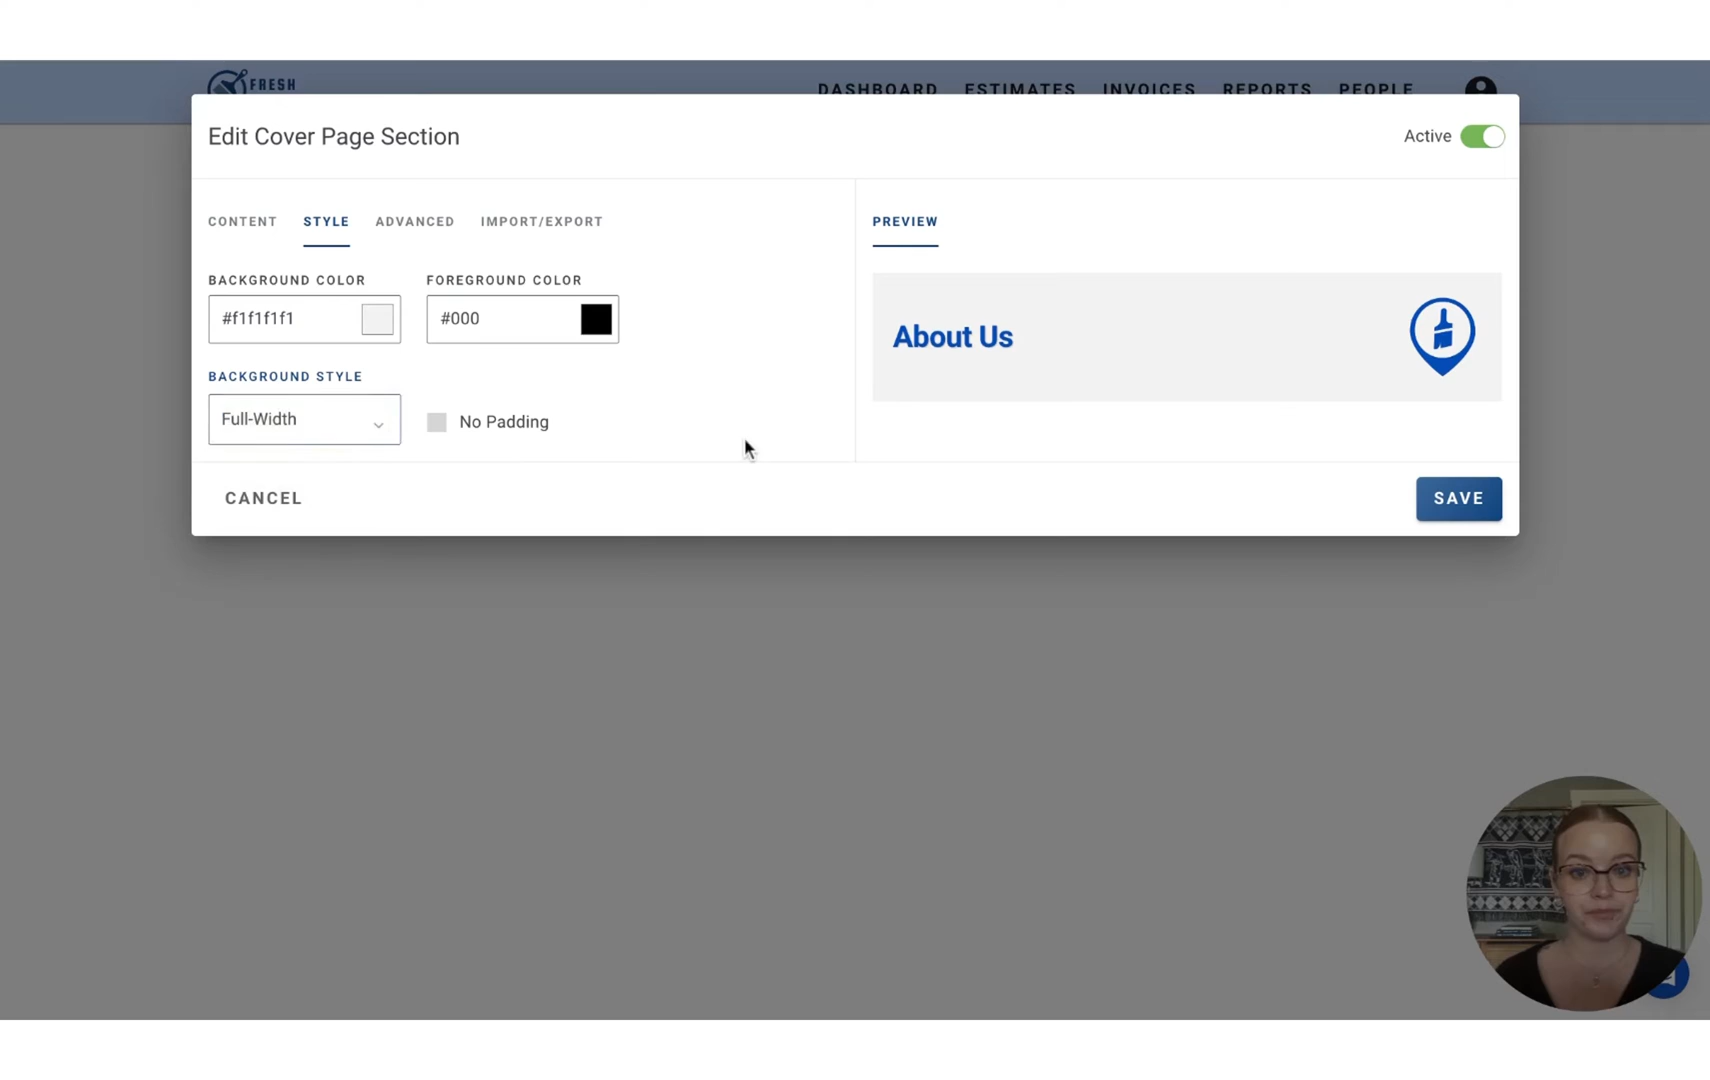 FRESH
DASHBOARD ESTIMATES INVOICES REPORTS PEOPLE
Edit Cover Page Section
Active
CONTENT STYLE ADVANCED IMPORT/EXPORT
PREVIEW
BACKGROUND COLOR FOREGROUND COLOR
#f1f1f1f1 #000
About Us
BACKGROUND STYLE
Full-Width
No Padding
CANCEL
SAVE